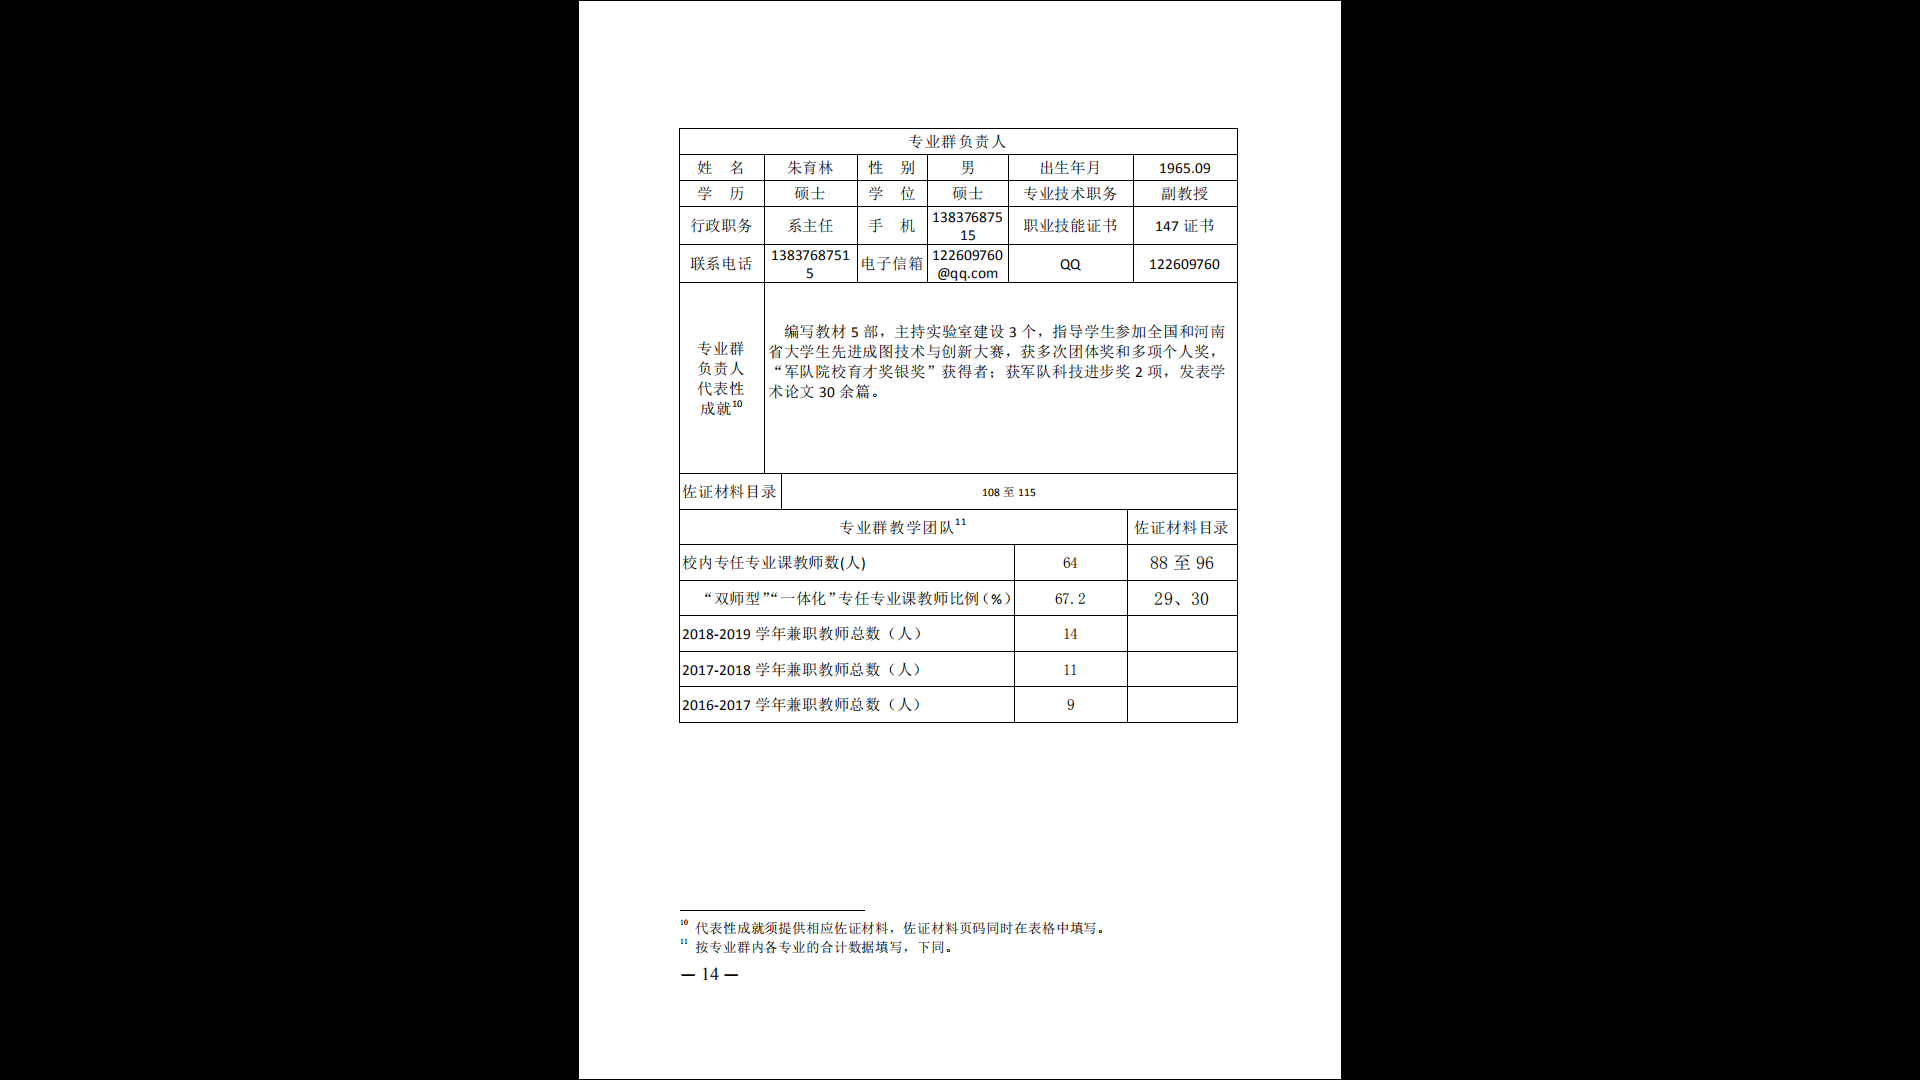 专业群负责人
姓 名 朱育林 性 别 男 出生年月 1965.09
学 历 硕士 学 位 硕士 专业技术职务 副教授
行政职务 系主任 手 机 13837687515 职业技能证书 147 证书
联系电话 13837687515 电子信箱 122609760@qq.com QQ 122609760
专业群
负责人
代表性
成就10
编写教材 5 部，主持实验室建设 3 个，指导学生参加全国和河南
省大学生先进成图技术与创新大赛，获多次团体奖和多项个人奖，
“军队院校育才奖银奖”获得者；获军队科技进步奖 2 项，发表学
术论文 30 余篇。
佐证材料目录 108 至 115
专业群教学团队11 佐证材料目录
校内专任专业课教师数(人) 64 88 至 96
“双师型”“一体化”专任专业课教师比例（%） 67.2 29、30
2018-2019 学年兼职教师总数（人） 14
2017-2018 学年兼职教师总数（人） 11
2016-2017 学年兼职教师总数（人） 9
10 代表性成就须提供相应佐证材料，佐证材料页码同时在表格中填写。
11 按专业群内各专业的合计数据填写，下同。
— 14 —